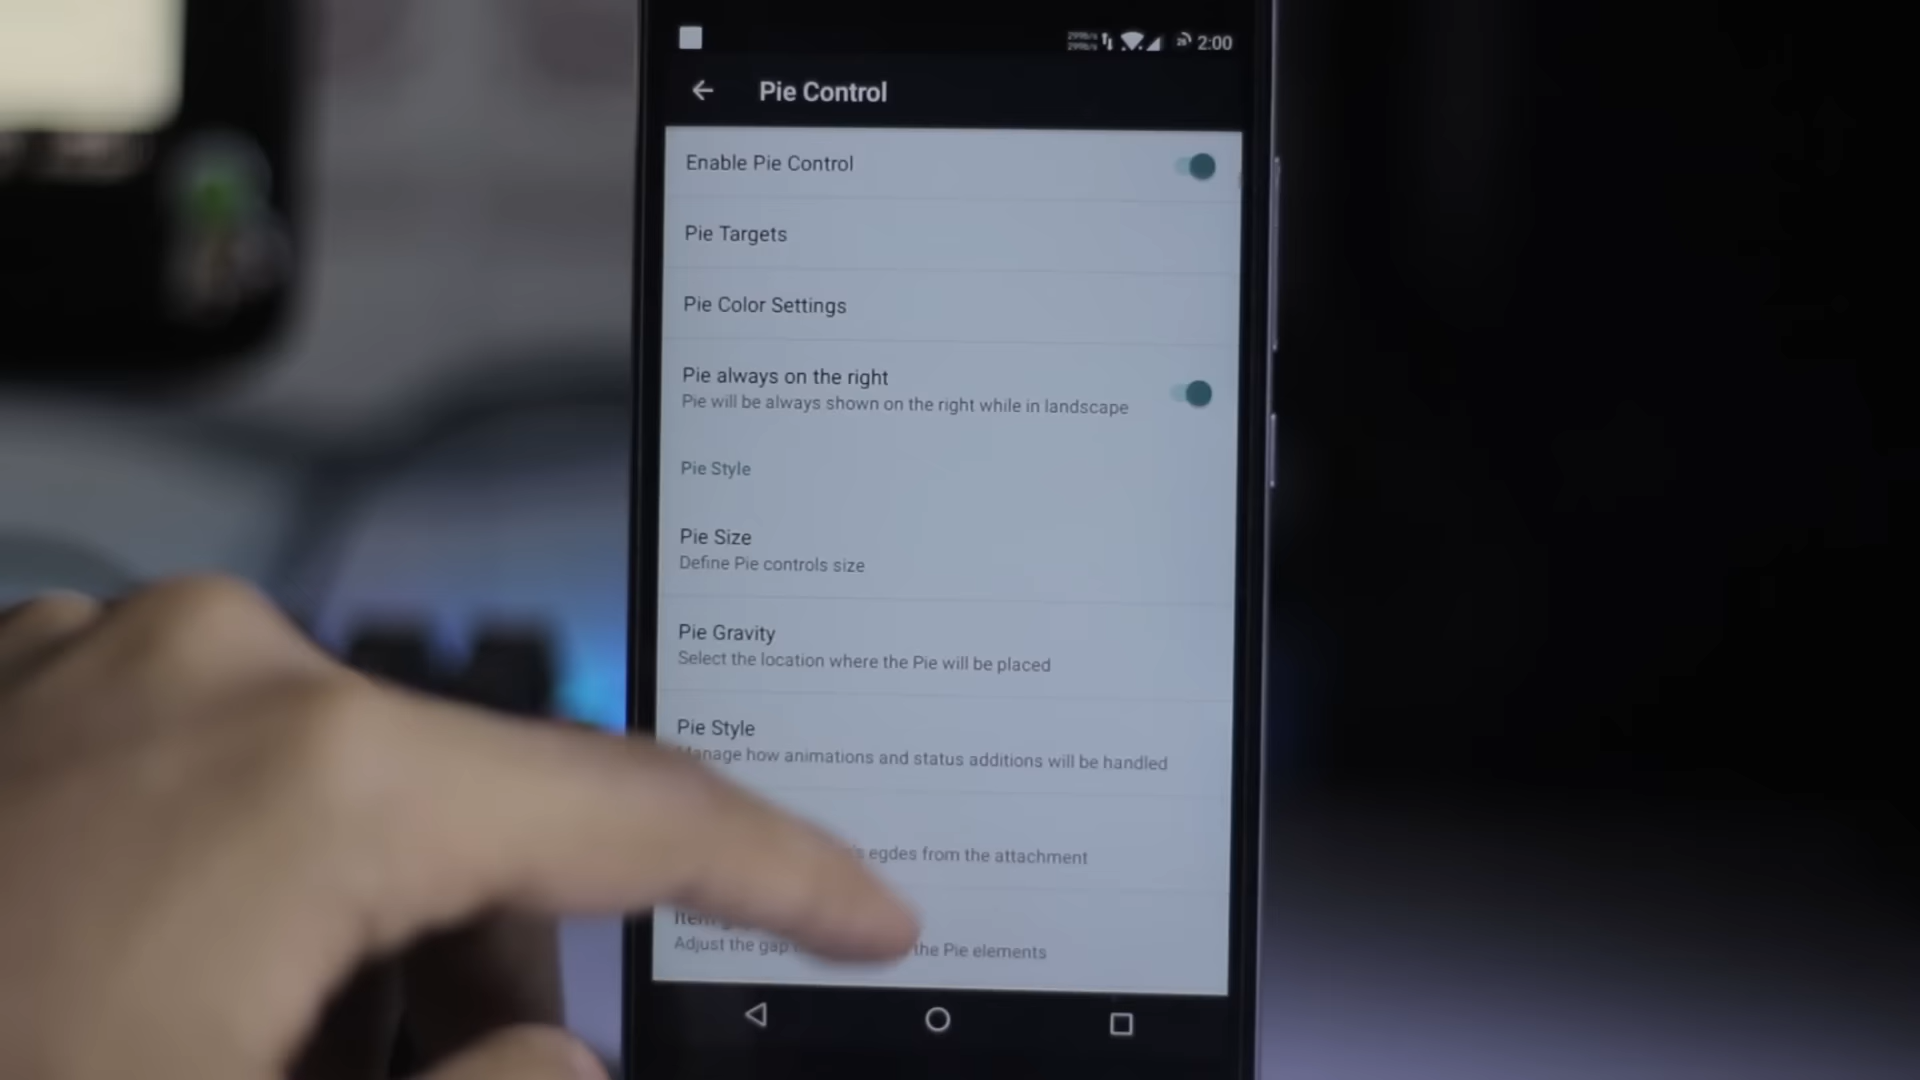 2:00
Pie Control
Enable Pie Control
Pie Targets
Pie Color Settings
Pie always on the right
Pie will be always shown on the right while in landscape
Pie Style
Pie Size
Define Pie controls size
Pie Gravity
Select the location where the Pie will be placed
Pie Style
Manage how animations and status additions will be handled
egdes from the attachment
Item
Adjust the gap the Pie elements